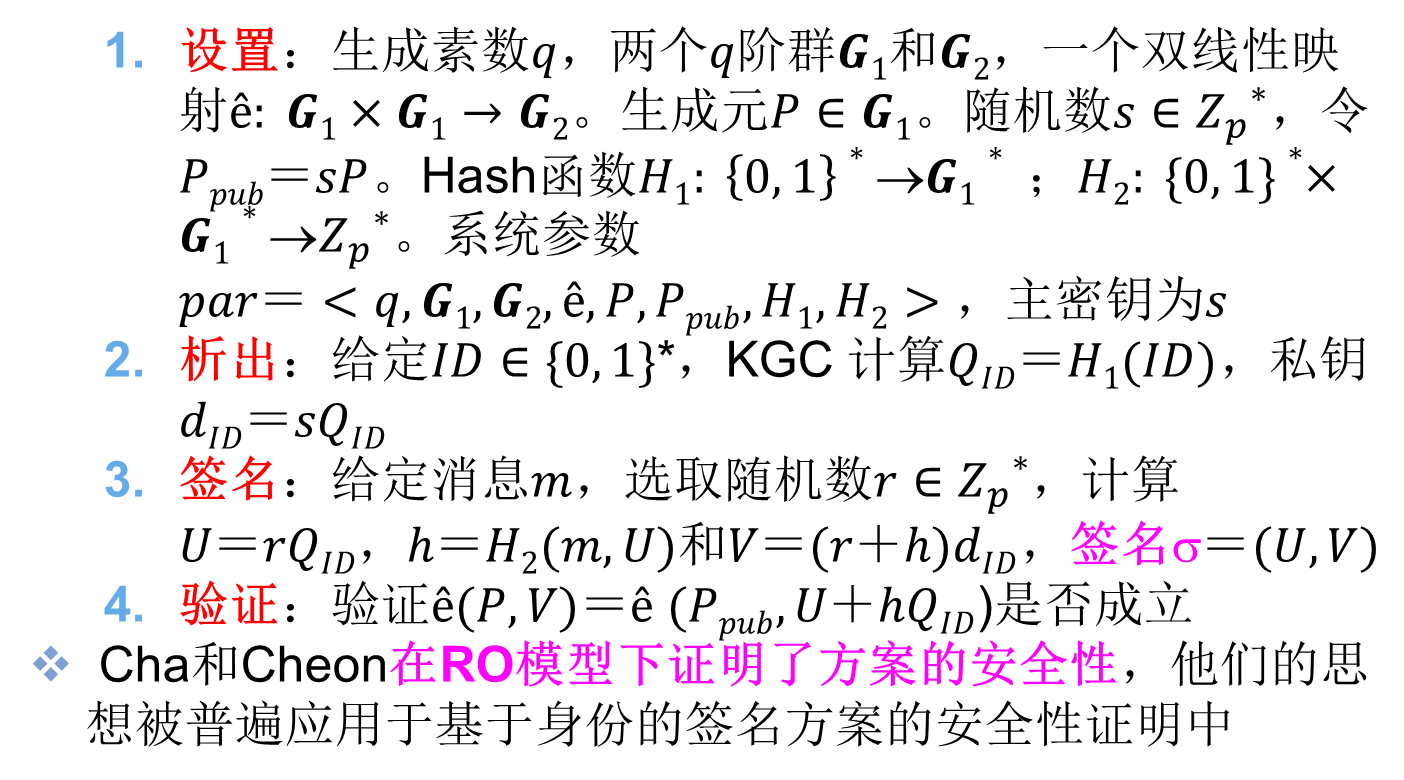 1. 设置：生成素数q，两个q阶群G₁和G₂，一个双线性映
射ê: G₁ × G₁ → G₂。生成元P ∈ G₁。随机数s ∈ Zₚ*，令
P_pub＝sP。Hash函数H₁: {0, 1}* →G₁*；H₂: {0, 1}*×
G₁*→Zₚ*。系统参数
par＝< q, G₁, G₂, ê, P, P_pub, H₁, H₂ >，主密钥为s
2. 析出：给定ID ∈ {0, 1}*，KGC 计算Q_ID＝H₁(ID)，私钥
d_ID＝sQ_ID
3. 签名：给定消息m，选取随机数r ∈ Zₚ*，计算
U＝rQ_ID，h＝H₂(m, U)和V＝(r＋h)d_ID，签名σ＝(U, V)
4. 验证：验证ê(P, V)＝ê (P_pub, U＋hQ_ID)是否成立
❖ Cha和Cheon在RO模型下证明了方案的安全性，他们的思
想被普遍应用于基于身份的签名方案的安全性证明中